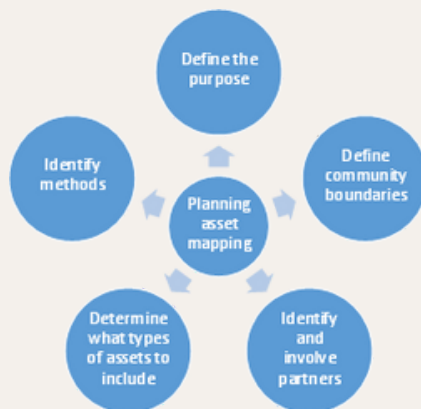 Define the
purpose
Identify
methods
Define
community
boundaries
Planning
asset
mapping
Determine
what types
of assets to
include
Identify
and
involve
partners